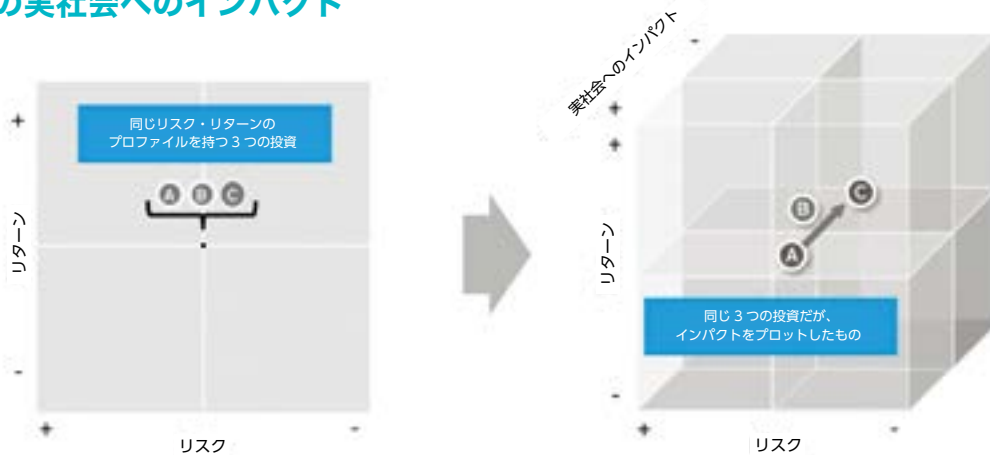 の実社会へのインパクト
+
同じリスク・リターンの
プロファイルを持つ 3 つの投資
A B C
リターン
-
+
-
リスク
実社会へのインパクト
-
+
+
C
B
A
リターン
同じ 3 つの投資だが、
インパクトをプロットしたもの
-
+
-
リスク